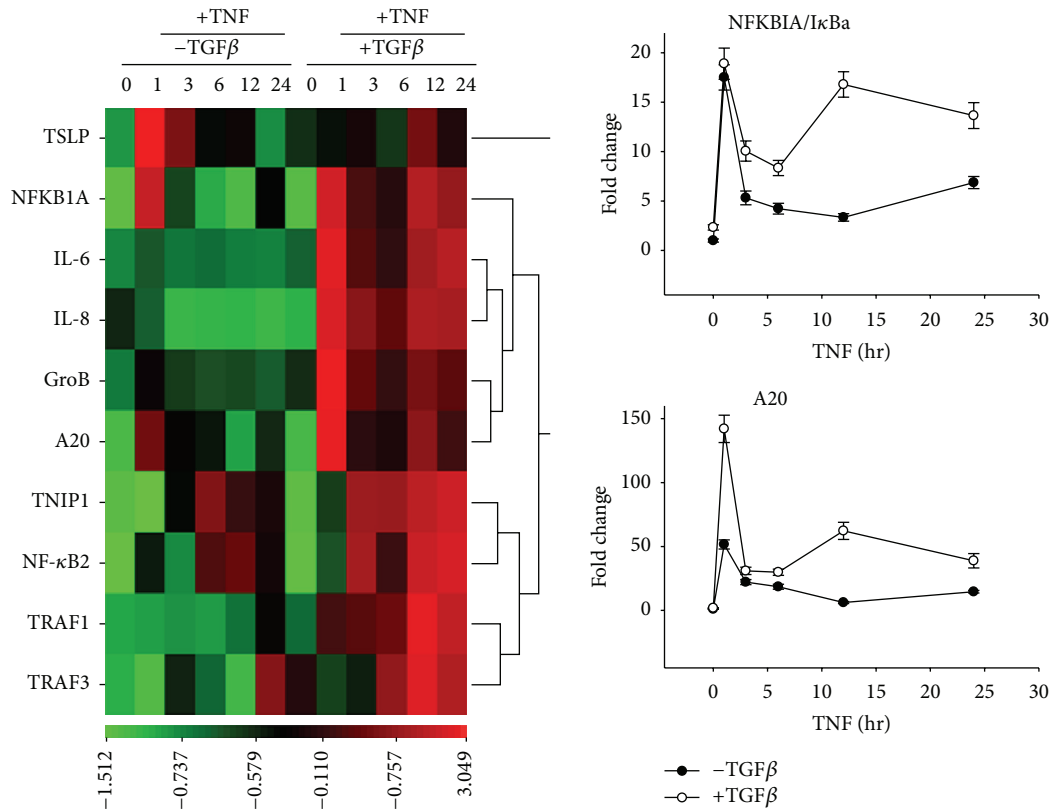 +TNF +TNF
−TGFβ +TGFβ
0 1 3 6 12 24 0 1 3 6 12 24
TSLP
NFKB1A
IL-6
IL-8
GroB
A20
TNIP1
NF-κB2
TRAF1
TRAF3
−1.512 −0.737 −0.579 −0.110 −0.757 3.049
NFKBIA/IκBa
Fold change
20
15
10
5
0
0 5 10 15 20 25 30
TNF (hr)
A20
Fold change
150
100
50
0
0 5 10 15 20 25 30
TNF (hr)
−TGFβ
+TGFβ